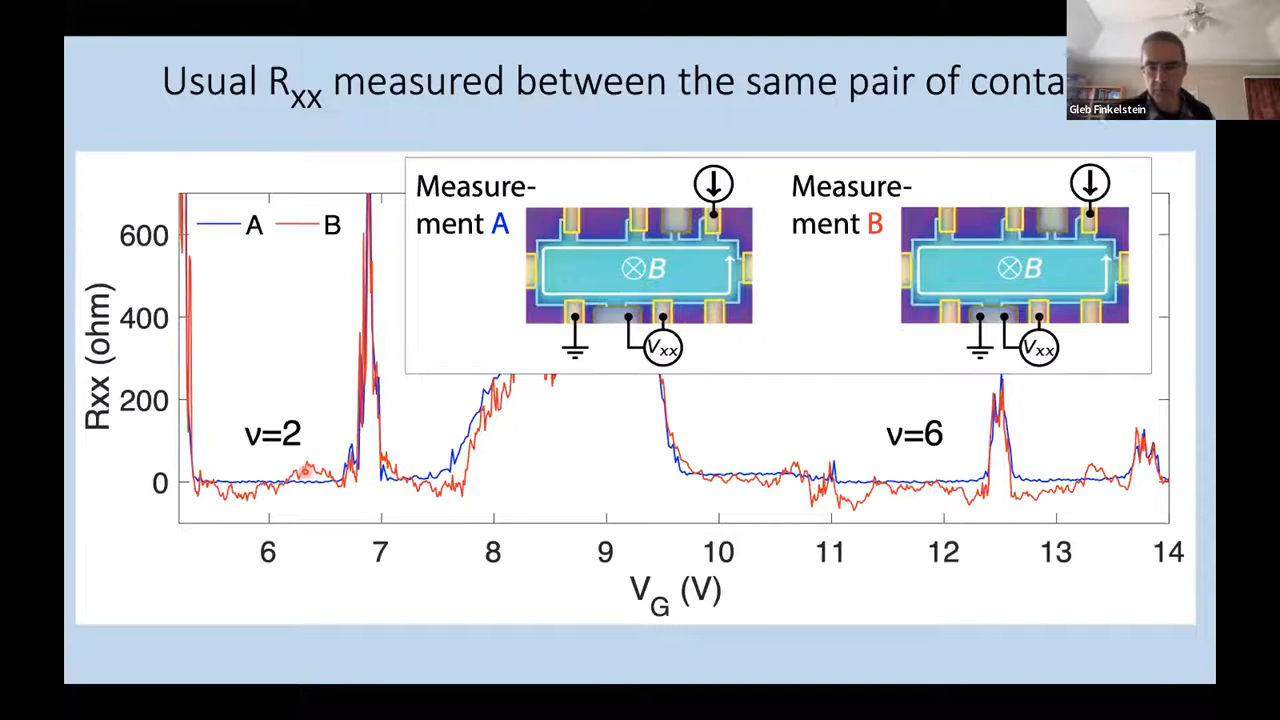 Usual Rxx measured between the same pair of conta
Gleb Finkelstein
Measure-
ment A
B
Vxx
Measure-
ment B
B
Vxx
A
B
600
400
200
0
Rxx (ohm)
ν=2
ν=6
6
7
8
9
10
11
12
13
14
VG (V)